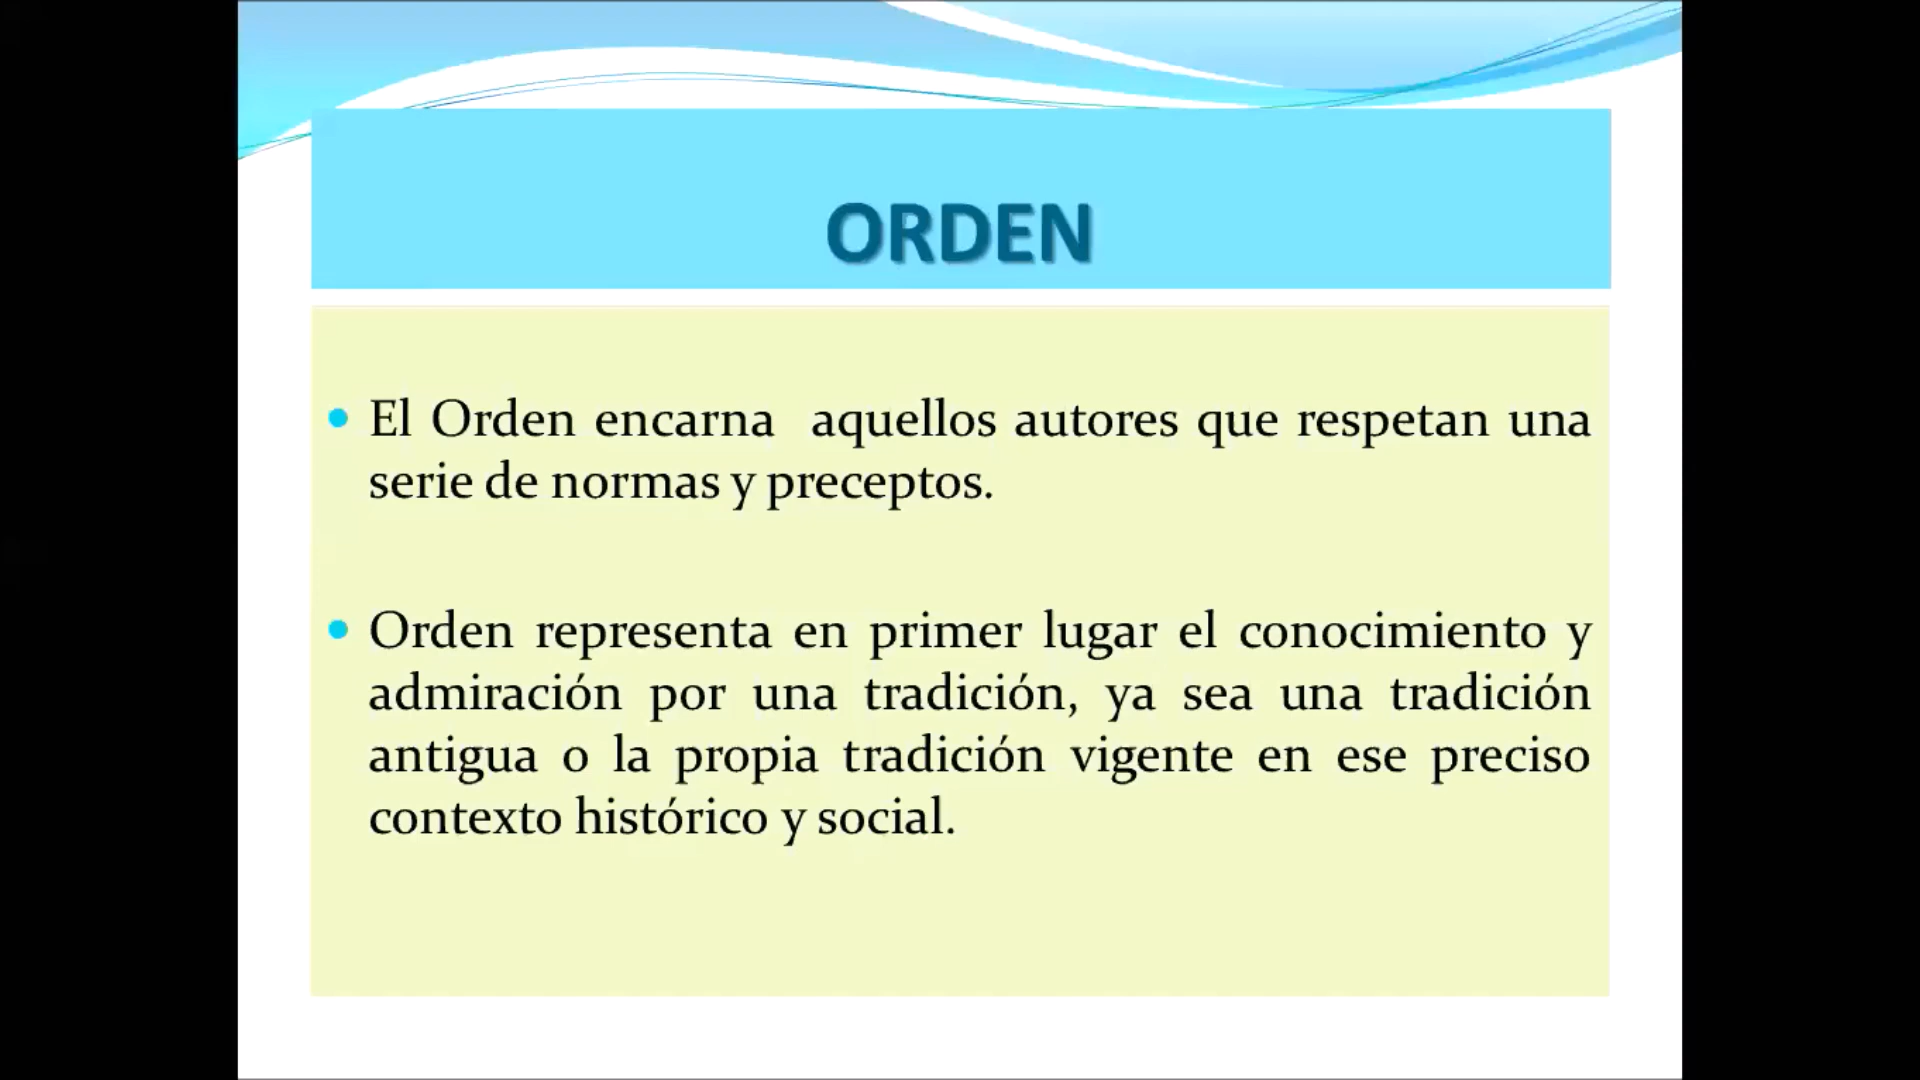 ORDEN
• El Orden encarna  aquellos autores que respetan una
serie de normas y preceptos.
• Orden representa en primer lugar el conocimiento y
admiración por una tradición, ya sea una tradición
antigua o la propia tradición vigente en ese preciso
contexto histórico y social.